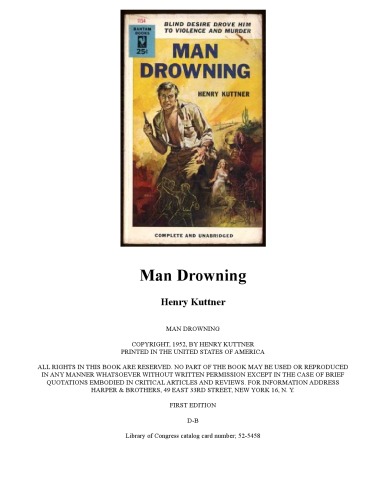 104
BANTAM
BOOKS
25¢
BLIND DESIRE DROVE HIM
TO VIOLENCE AND MURDER
MAN
DROWNING
HENRY KUTTNER
COMPLETE AND UNABRIDGED
Man Drowning
Henry Kuttner
MAN DROWNING
COPYRIGHT, 1952, BY HENRY KUTTNER
PRINTED IN THE UNITED STATES OF AMERICA
ALL RIGHTS IN THIS BOOK ARE RESERVED. NO PART OF THE BOOK MAY BE USED OR REPRODUCED
IN ANY MANNER WHATSOEVER WITHOUT WRITTEN PERMISSION EXCEPT IN THE CASE OF BRIEF
QUOTATIONS EMBODIED IN CRITICAL ARTICLES AND REVIEWS. FOR INFORMATION ADDRESS
HARPER & BROTHERS, 49 EAST 33RD STREET, NEW YORK 16, N. Y.
FIRST EDITION
D-B
Library of Congress catalog card number, 52-5458